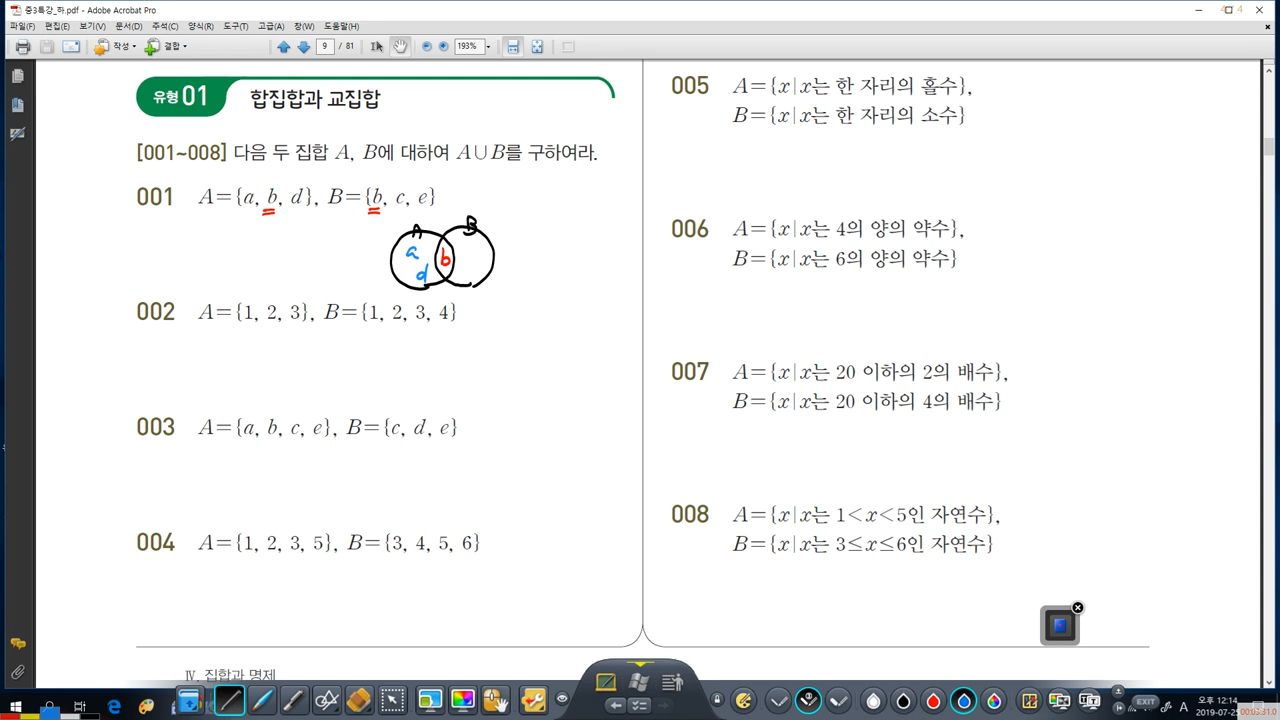 중3특강_하.pdf - Adobe Acrobat Pro
파일(F) 편집(E) 보기(V) 문서(D) 주석(C) 양식(R) 도구(T) 고급(A) 창(W) 도움말(H)
작성 결합 9 / 81 193%
유형 01 합집합과 교집합
[001~008] 다음 두 집합 A, B에 대하여 A∪B를 구하여라.
001 A={a, b, d}, B={b, c, e}
A B
a b
d
002 A={1, 2, 3}, B={1, 2, 3, 4}
003 A={a, b, c, e}, B={c, d, e}
004 A={1, 2, 3, 5}, B={3, 4, 5, 6}
Ⅳ. 집합과 명제
005 A={x|x는 한 자리의 홀수},
B={x|x는 한 자리의 소수}
006 A={x|x는 4의 양의 약수},
B={x|x는 6의 양의 약수}
007 A={x|x는 20 이하의 2의 배수},
B={x|x는 20 이하의 4의 배수}
008 A={x|x는 1<x<5인 자연수},
B={x|x는 3≤x≤6인 자연수}
EXIT
A 오후 12:14